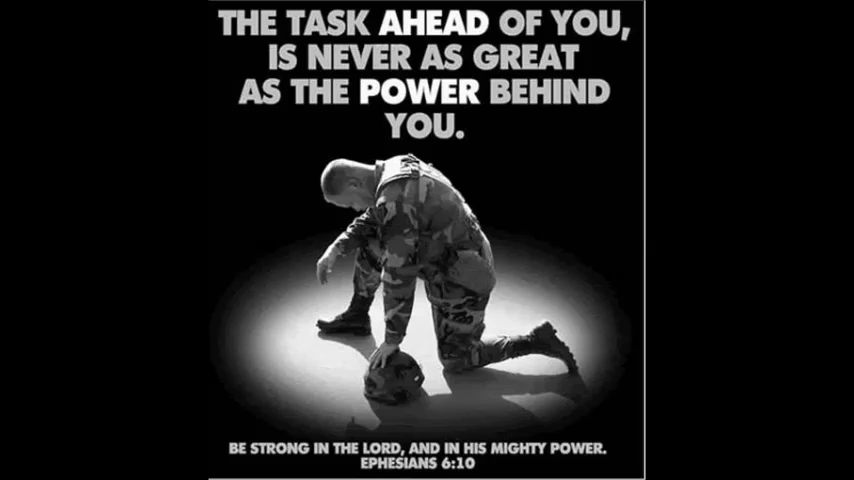 THE TASK AHEAD OF YOU,
IS NEVER AS GREAT
AS THE POWER BEHIND
YOU.
BE STRONG IN THE LORD, AND IN HIS MIGHTY POWER.
EPHESIANS 6:10